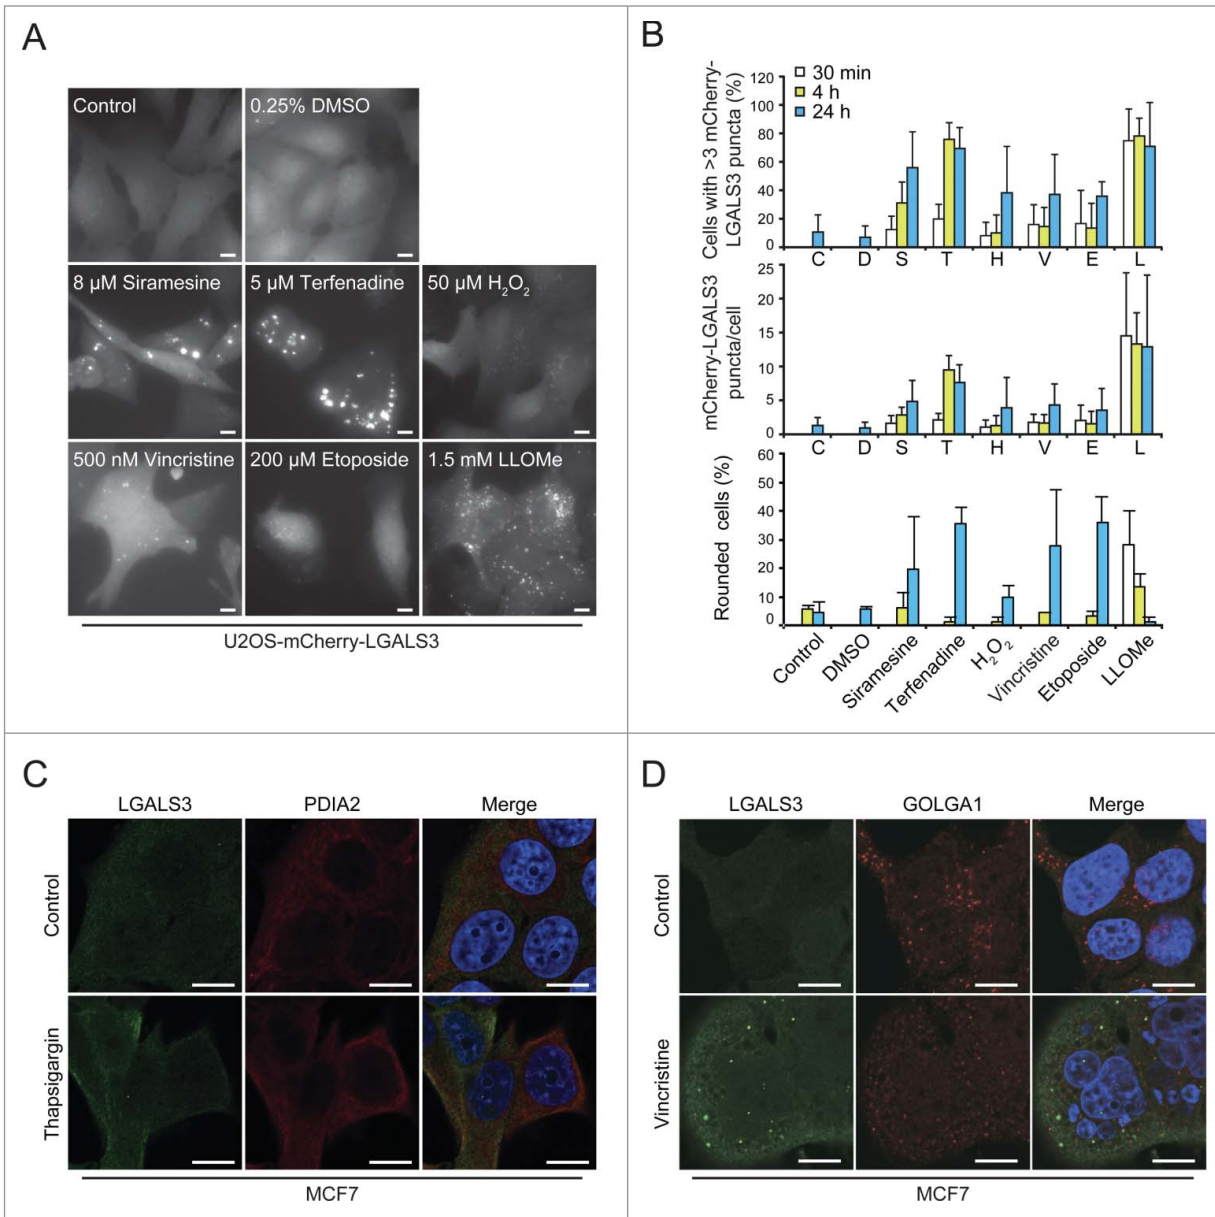 A
Control
0.25% DMSO
8 µM Siramesine
5 µM Terfenadine
50 µM H₂O₂
500 nM Vincristine
200 µM Etoposide
1.5 mM LLOMe
U2OS-mCherry-LGALS3
B
Cells with >3 mCherry-
LGALS3 puncta (%)
120
100
80
60
40
20
0
30 min
4 h
24 h
C D S T H V E L
mCherry-LGALS3
puncta/cell
25
20
15
10
5
0
C D S T H V E L
Rounded cells (%)
60
50
40
30
20
10
0
Control
DMSO
Siramesine
Terfenadine
H₂O₂
Vincristine
Etoposide
LLOMe
C
LGALS3 PDIA2 Merge
Control
Thapsigargin
MCF7
D
LGALS3 GOLGA1 Merge
Control
Vincristine
MCF7